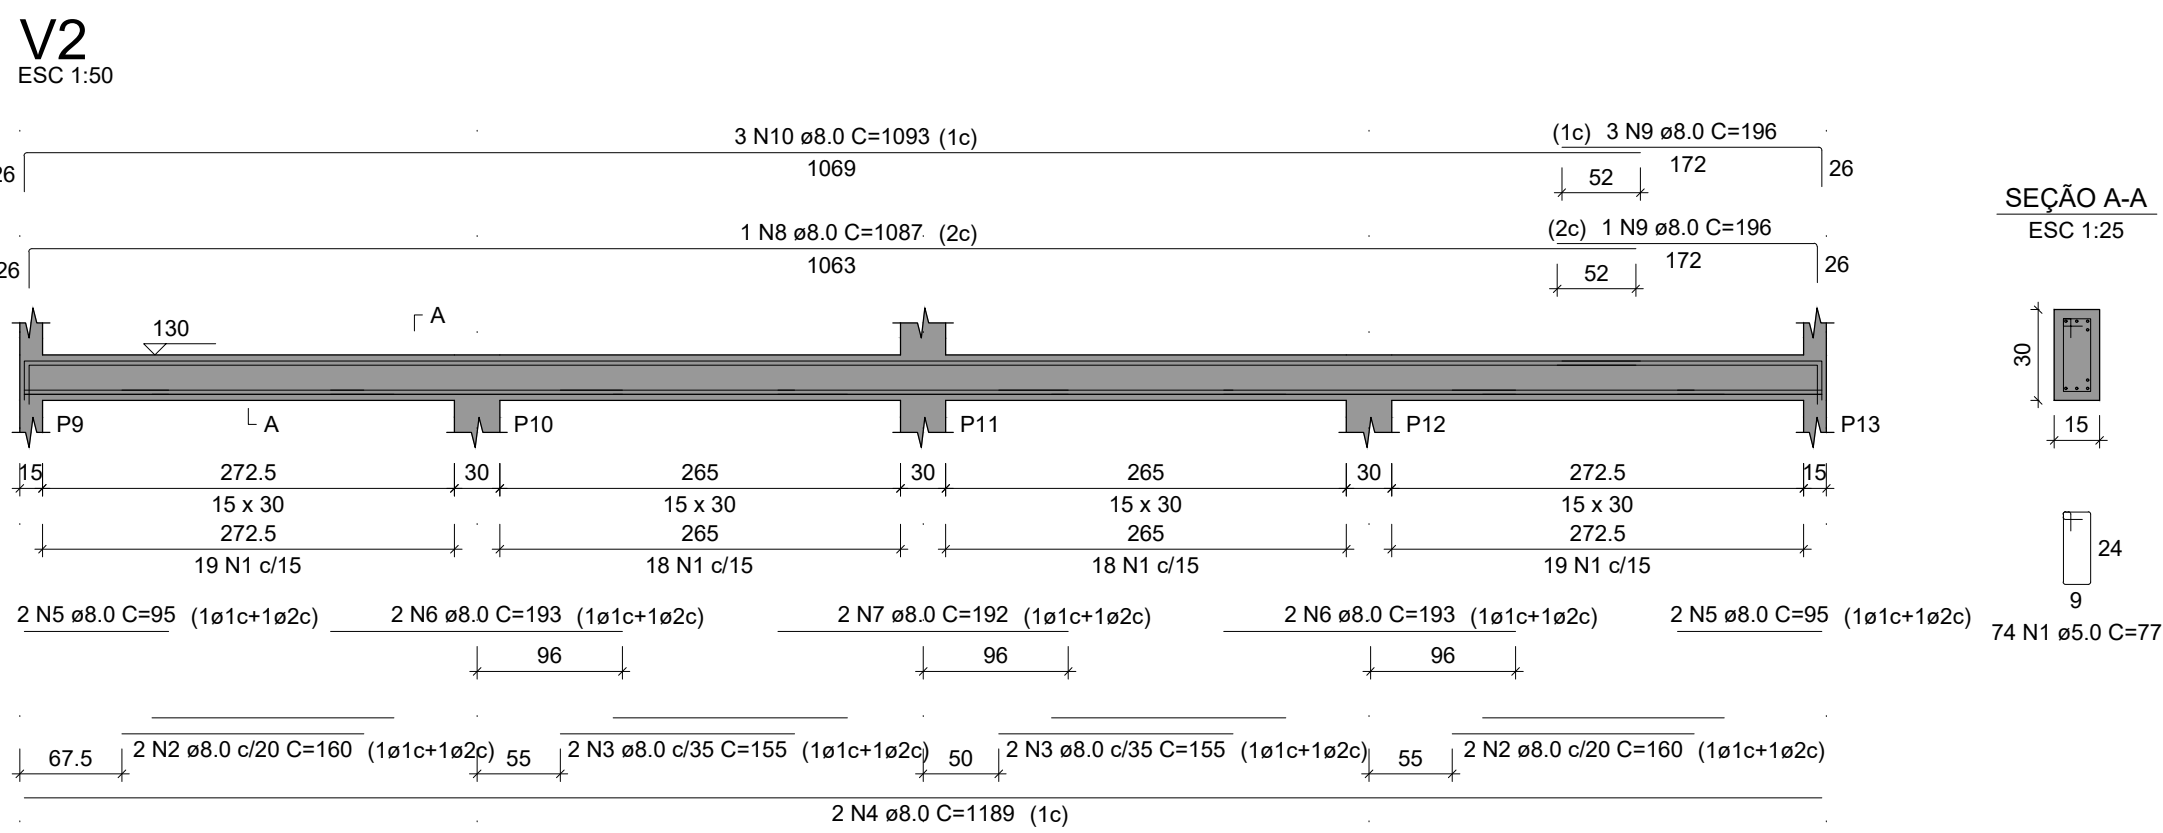 V2
ESC 1:50
3 N10 ø8.0 C=1093 (1c)
(1c) 3 N9 ø8.0 C=196
26
1069
52
172
26
1 N8 ø8.0 C=1087 (2c)
(2c) 1 N9 ø8.0 C=196
26
1063
52
172
26
SEÇÃO A-A
ESC 1:25
130
A
A
P9
P10
P11
P12
P13
30
15
15 272.5 30 265 30 265 30 272.5 15
15 x 30 15 x 30 15 x 30 15 x 30
272.5 265 265 272.5
19 N1 c/15 18 N1 c/15 18 N1 c/15 19 N1 c/15
24
9
74 N1 ø5.0 C=77
2 N5 ø8.0 C=95 (1ø1c+1ø2c) 2 N6 ø8.0 C=193 (1ø1c+1ø2c) 2 N7 ø8.0 C=192 (1ø1c+1ø2c) 2 N6 ø8.0 C=193 (1ø1c+1ø2c) 2 N5 ø8.0 C=95 (1ø1c+1ø2c)
96 96 96
2 N2 ø8.0 c/20 C=160 (1ø1c+1ø2c) 2 N3 ø8.0 c/35 C=155 (1ø1c+1ø2c) 2 N3 ø8.0 c/35 C=155 (1ø1c+1ø2c) 2 N2 ø8.0 c/20 C=160 (1ø1c+1ø2c)
67.5 55 50 55
2 N4 ø8.0 C=1189 (1c)